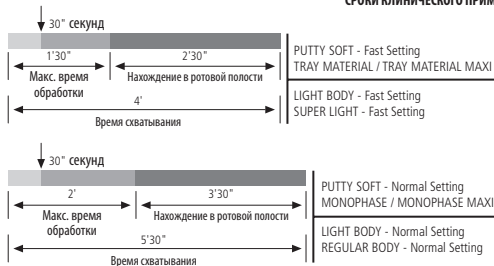 СРОКИ КЛИНИЧЕСКОГО ПРИМ
30" секунд
1'30"
2'30"
Макс. время
обработки
Нахождение в ротовой полости
4'
Время схватывания
PUTTY SOFT - Fast Setting
TRAY MATERIAL / TRAY MATERIAL MAXI
LIGHT BODY - Fast Setting
SUPER LIGHT - Fast Setting
30" секунд
2'
3'30"
Макс. время
обработки
Нахождение в ротовой полости
5'30"
Время схватывания
PUTTY SOFT - Normal Setting
MONOPHASE / MONOPHASE MAXI
LIGHT BODY - Normal Setting
REGULAR BODY - Normal Setting